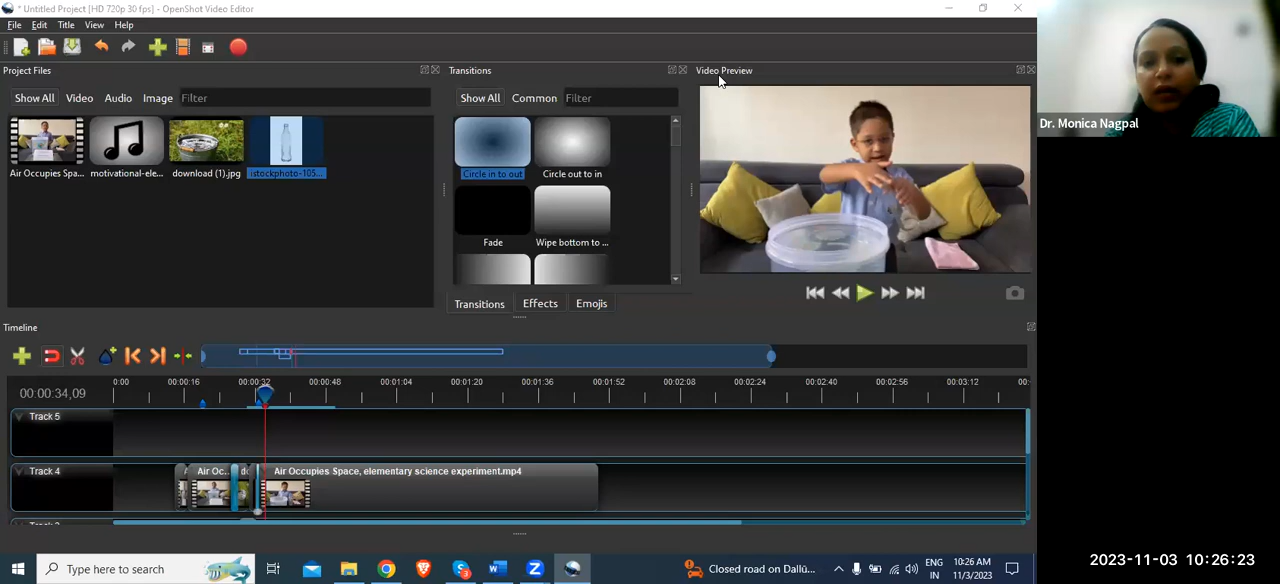 * Untitled Project [HD 720p 30 fps] - OpenShot Video Editor
File Edit Title View Help
Project Files
Transitions
Video Preview
Show All Video Audio Image Filter
Show All Common Filter
Dr. Monica Nagpal
Air Occupies Spa... motivational-ele... download (1).jpg istockphoto-105...
Circle in to out Circle out to in
Fade Wipe bottom to ...
Transitions Effects Emojis
Timeline
00:00:34,09
0:00 00:00:16 00:00:32 00:00:48 00:01:04 00:01:20 00:01:36 00:01:52 00:02:08 00:02:24 00:02:40 00:02:56 00:03:12 00:
Track 5
Track 4
Air Oc... Air Occupies Space, elementary science experiment.mp4
Type here to search
Closed road on Dallü...
ENG
IN
10:26 AM
11/3/2023
2023-11-03 10:26:23